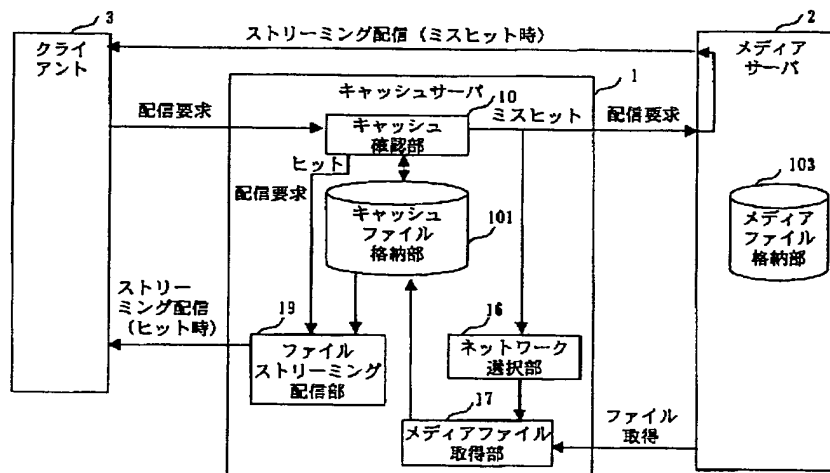 3
クライ
アント
ストリーミング配信（ミスヒット時）
2
メディア
サーバ
1
キャッシュサーバ
10
配信要求
キャッシュ
確認部
ミスヒット
配信要求
ヒット
配信要求
キャッシュ
ファイル
格納部
101
103
メディア
ファイル
格納部
ストリー
ミング配信
（ヒット時）
19
ファイル
ストリーミング
配信部
16
ネットワーク
選択部
17
メディアファイル
取得部
ファイル
取得